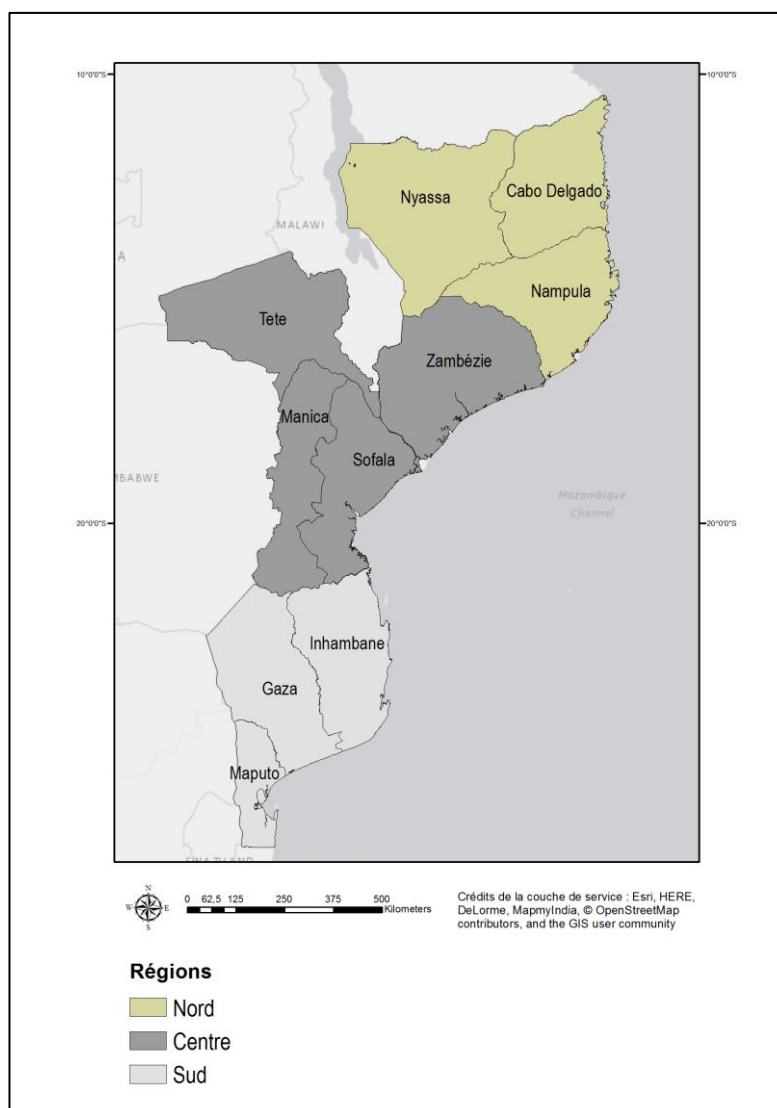 10°0'0"S
10°0'0"S
Cabo Delgado
Nyassa
MALAWI
Nampula
Tete
Zambézie
Manica
Sofala
Mozambique
Channel
20°0'0"S
20°0'0"S
Inhambane
Gaza
Maputo
N
W E
S
0 62,5 125 250 375 500
Kilometers
Crédits de la couche de service : Esri, HERE,
DeLorme, MapmyIndia, © OpenStreetMap
contributors, and the GIS user community
Régions
Nord
Centre
Sud